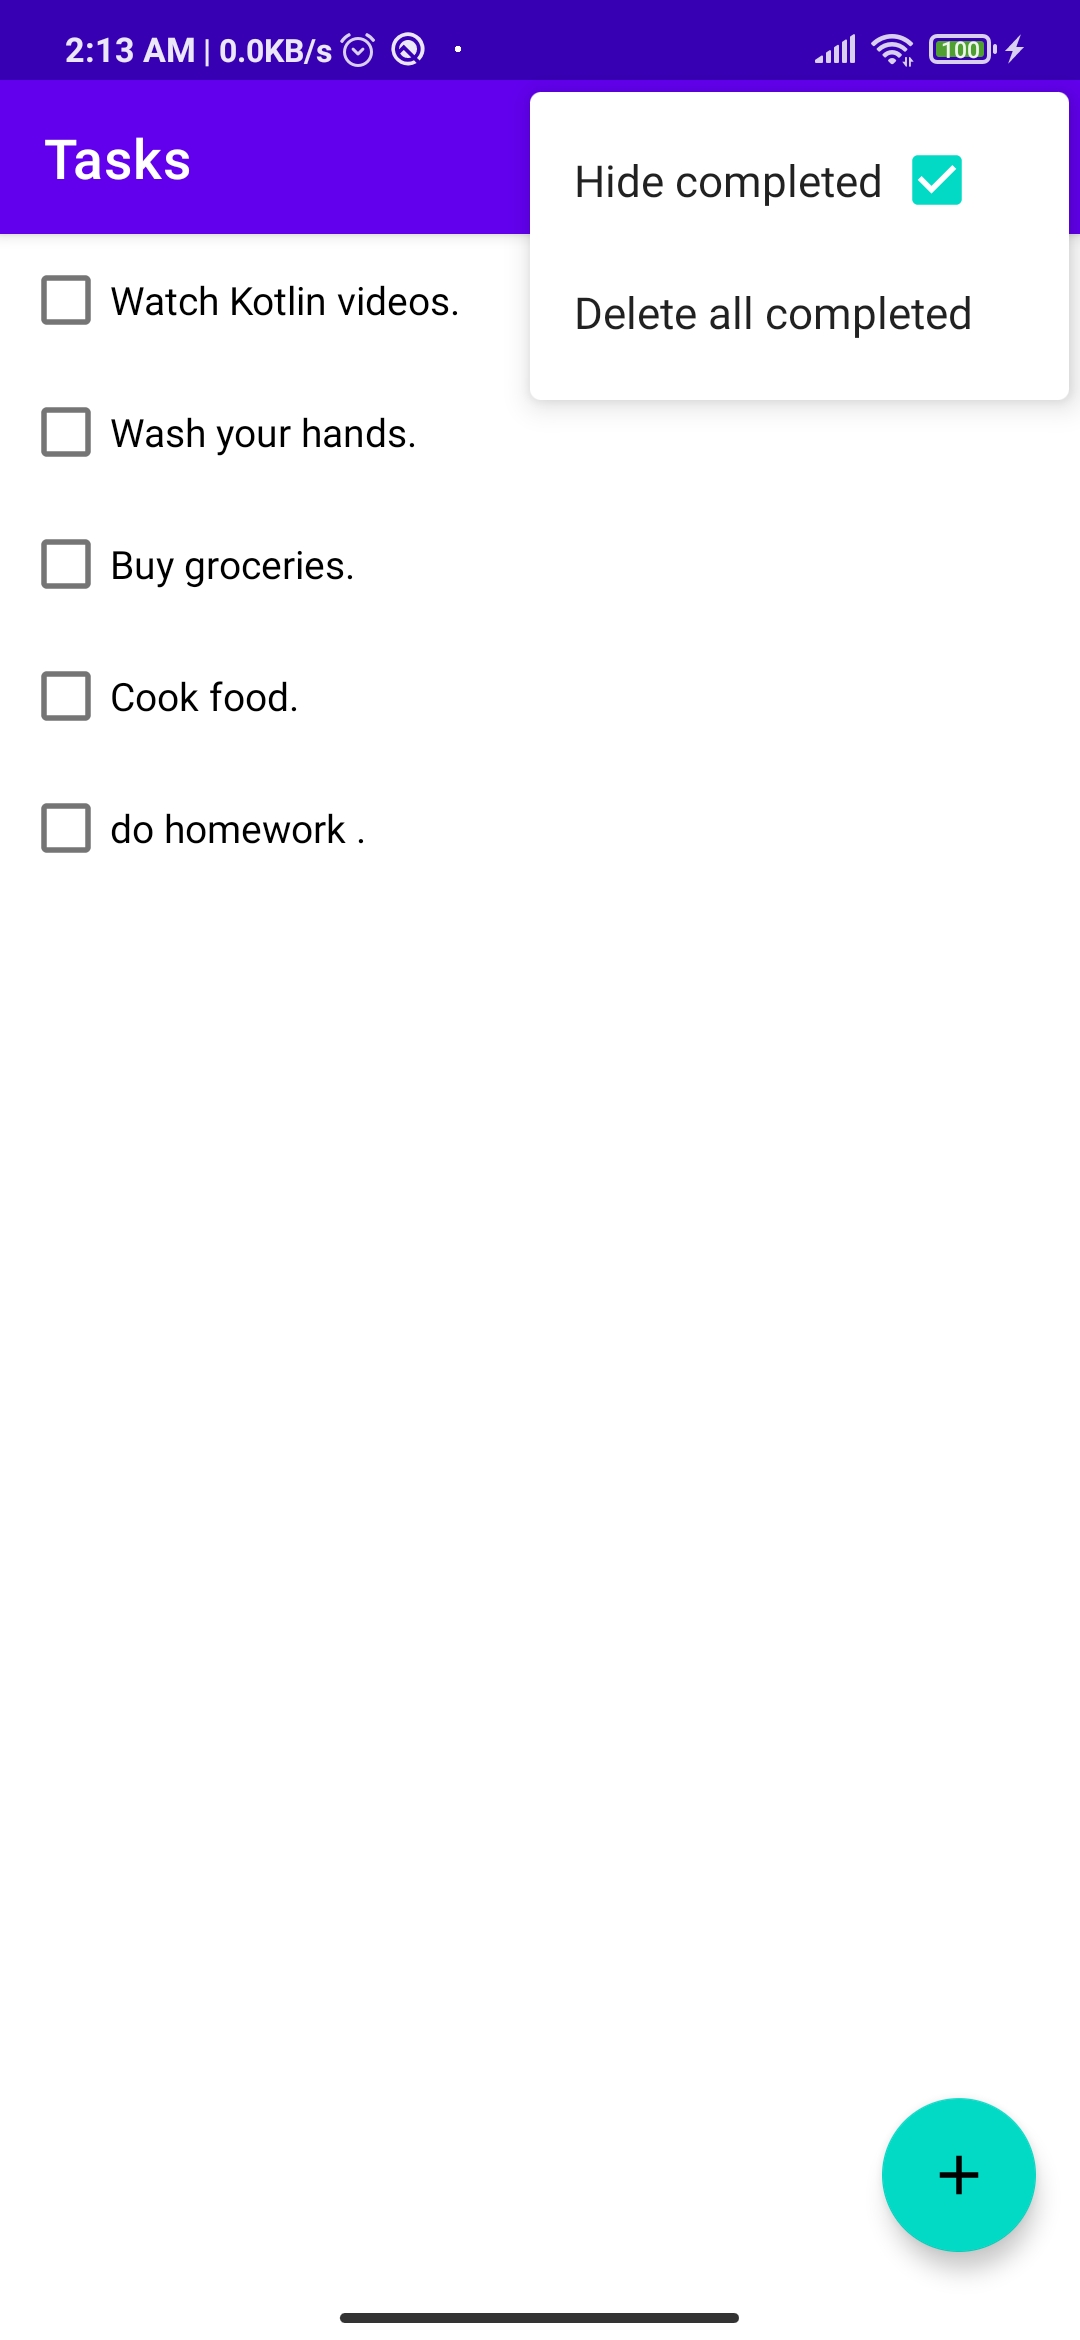 2:13 AM | 0.0KB/s
100
Tasks
Hide completed
Delete all completed
Watch Kotlin videos.
Wash your hands.
Buy groceries.
Cook food.
do homework .